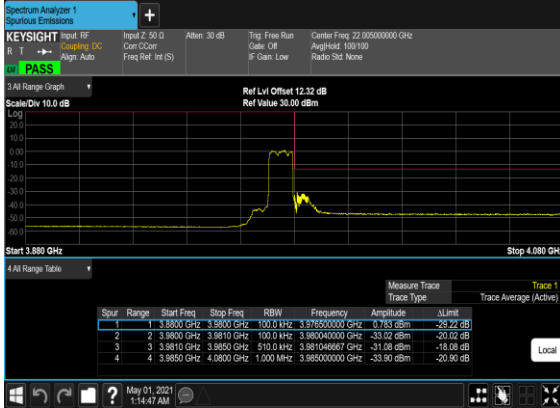 Spectrum Analyzer 1
Spurious Emissions
+
KEYSIGHT
R T
LXI PASS
Input: RF
Coupling: DC
Align: Auto
Input Z: 50 Ω
Corr CCorr
Freq Ref: Int (S)
Atten: 30 dB
Trig: Free Run
Gate: Off
IF Gain: Low
Center Freq: 22.005000000 GHz
Avg|Hold: 100/100
Radio Std: None
3 All Range Graph
Ref Lvl Offset 12.32 dB
Scale/Div 10.0 dB
Ref Value 30.00 dBm
Log
20.0
10.0
0.00
-10.0
-20.0
-30.0
-40.0
-50.0
-60.0
Start 3.880 GHz
Stop 4.080 GHz
4 All Range Table
Measure Trace Trace 1
Trace Type Trace Average (Active)
Spur Range Start Freq Stop Freq RBW Frequency Amplitude ΔLimit
1 1 3.8800 GHz 3.9800 GHz 100.0 kHz 3.976500000 GHz 0.783 dBm -29.22 dB
2 2 3.9800 GHz 3.9810 GHz 100.0 kHz 3.980040000 GHz -33.02 dBm -20.02 dB
3 3 3.9810 GHz 3.9850 GHz 510.0 kHz 3.981046667 GHz -31.08 dBm -18.08 dB
4 4 3.9850 GHz 4.0800 GHz 1.000 MHz 3.985000000 GHz -33.90 dBm -20.90 dB
Local
?
May 01, 2021
1:14:47 AM